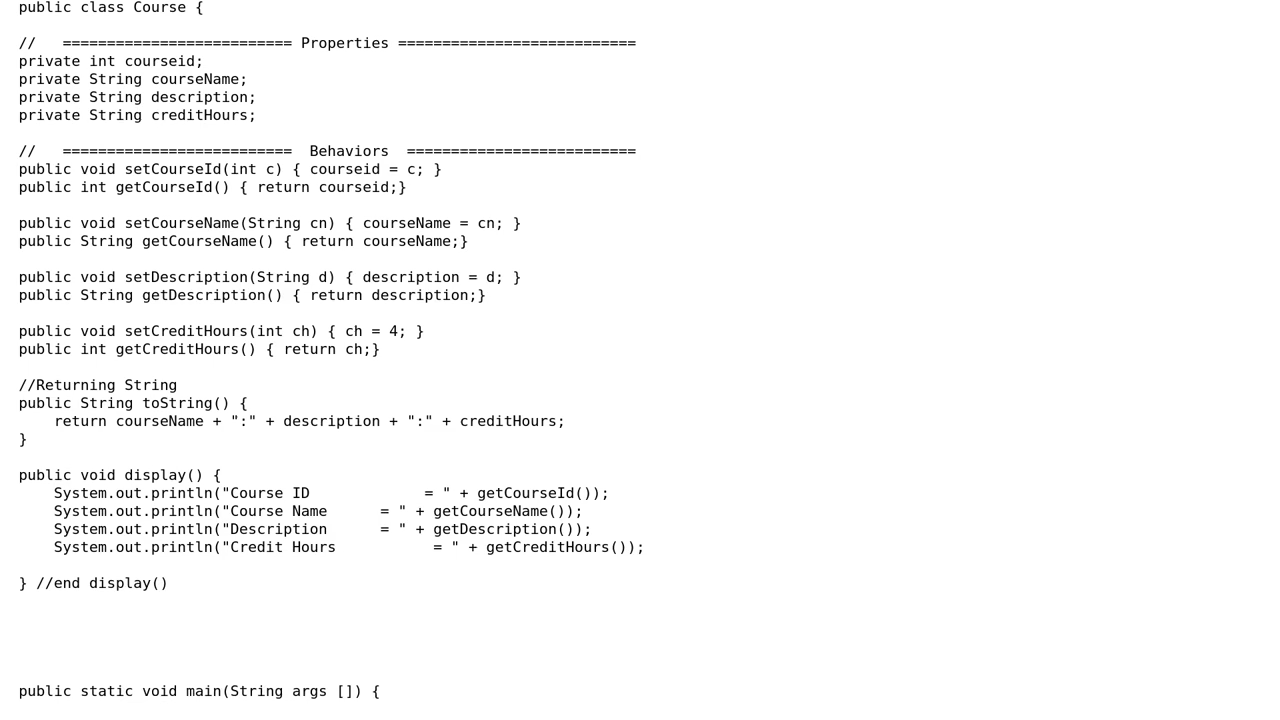 public class Course {
//   ========================== Properties ===========================
private int courseid;
private String courseName;
private String description;
private String creditHours;
//   ==========================  Behaviors  ==========================
public void setCourseId(int c) { courseid = c; }
public int getCourseId() { return courseid;}
public void setCourseName(String cn) { courseName = cn; }
public String getCourseName() { return courseName;}
public void setDescription(String d) { description = d; }
public String getDescription() { return description;}
public void setCreditHours(int ch) { ch = 4; }
public int getCreditHours() { return ch;}
//Returning String
public String toString() {
    return courseName + ":" + description + ":" + creditHours;
}
public void display() {
    System.out.println("Course ID             = " + getCourseId());
    System.out.println("Course Name      = " + getCourseName());
    System.out.println("Description      = " + getDescription());
    System.out.println("Credit Hours           = " + getCreditHours());
} //end display()
public static void main(String args []) {